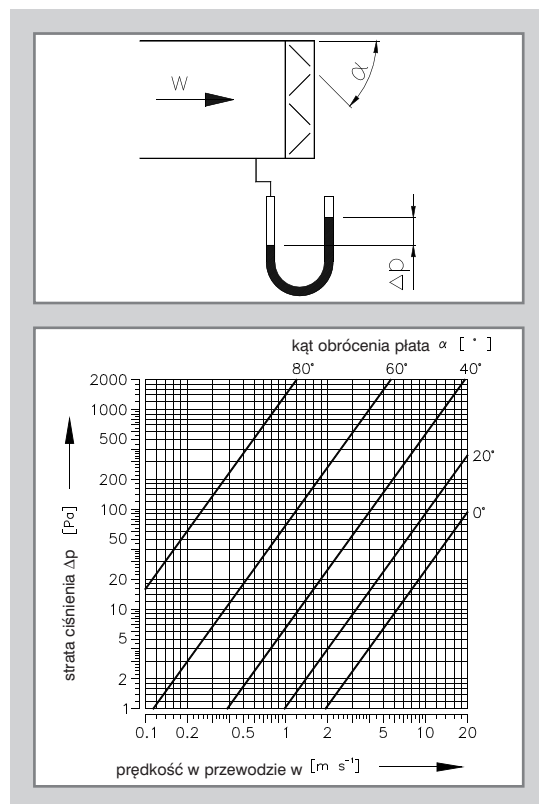 w
α
Δp
kąt obrócenia płata α [°]
80° 60° 40°
20°
0°
2000
1000
500
200
100
50
20
10
5
2
1
strata ciśnienia Δp [Pa]
0.1 0.2 0.5 1 2 5 10 20
prędkość w przewodzie w [m s⁻¹]